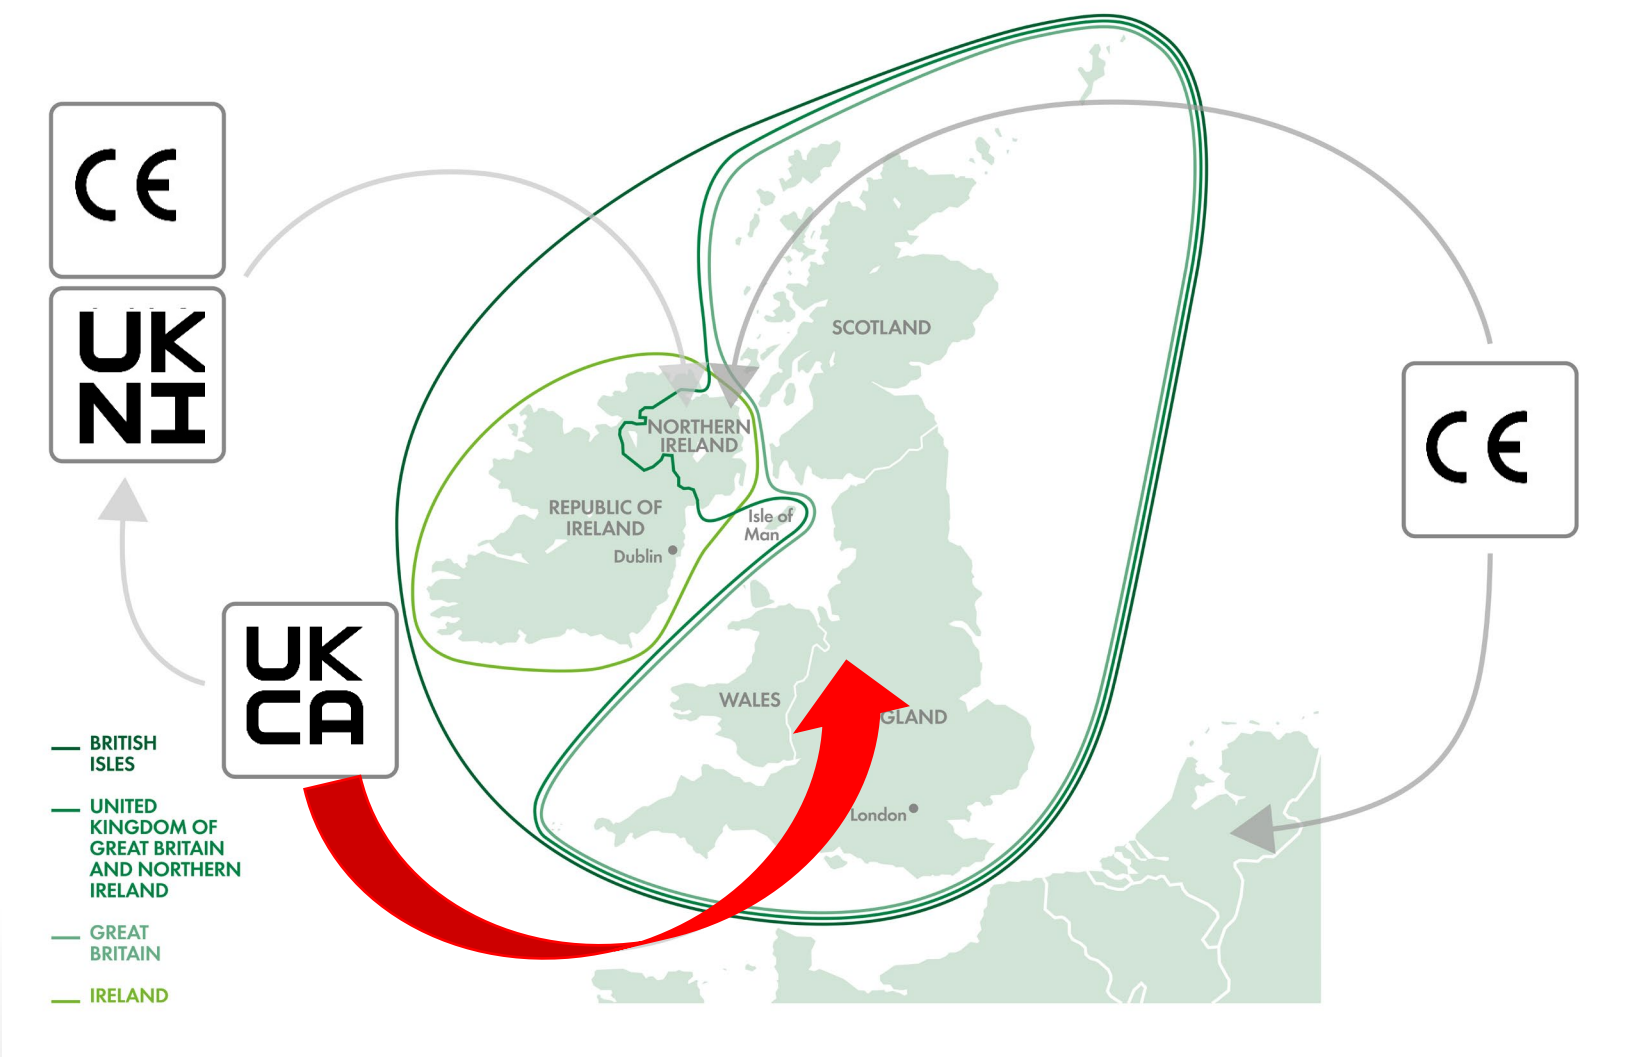 CE
UK
NI
UK
CA
CE
SCOTLAND
NORTHERN
IRELAND
REPUBLIC OF
IRELAND
Dublin
Isle of
Man
WALES
GLAND
London
BRITISH
ISLES
UNITED
KINGDOM OF
GREAT BRITAIN
AND NORTHERN
IRELAND
GREAT
BRITAIN
IRELAND